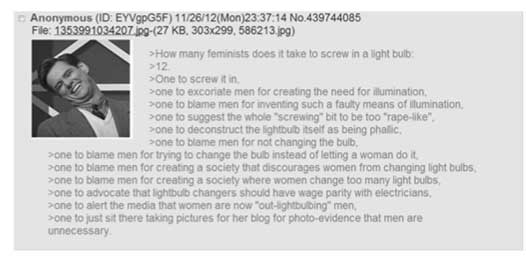 Anonymous (ID: EYVgpG5F) 11/26/12(Mon)23:37:14 No.439744085
File: 1353991034207.jpg-(27 KB, 303x299, 586213.jpg)
>How many feminists does it take to screw in a light bulb:
>12.
>One to screw it in,
>one to excoriate men for creating the need for illumination,
>one to blame men for inventing such a faulty means of illumination,
>one to suggest the whole "screwing" bit to be too "rape-like",
>one to deconstruct the lightbulb itself as being phallic,
>one to blame men for not changing the bulb,
>one to blame men for trying to change the bulb instead of letting a woman do it,
>one to blame men for creating a society that discourages women from changing light bulbs,
>one to blame men for creating a society where women change too many light bulbs,
>one to advocate that lightbulb changers should have wage parity with electricians,
>one to alert the media that women are now "out-lightbulbing" men,
>one to just sit there taking pictures for her blog for photo-evidence that men are
unnecessary.